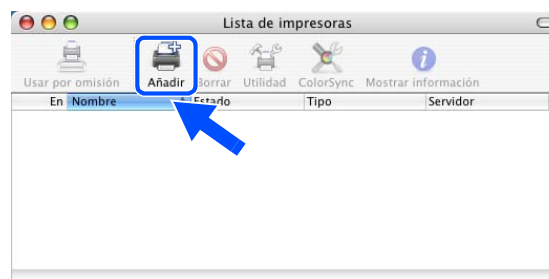 Lista de impresoras
Usar por omisión Añadir Borrar Utilidad ColorSync Mostrar información
En Nombre Estado Tipo Servidor